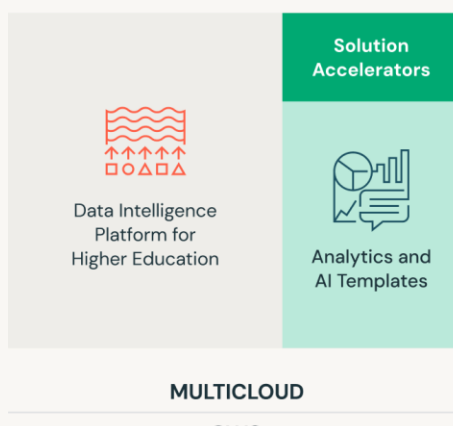 Solution
Accelerators
Data Intelligence
Platform for
Higher Education
Analytics and
AI Templates
MULTICLOUD